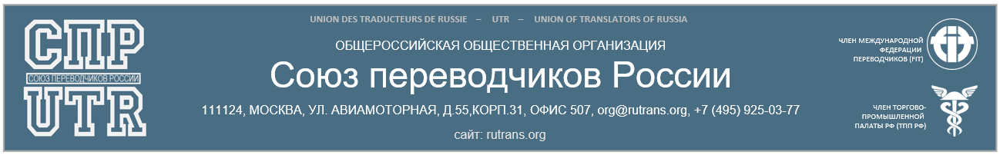 СПР
СОЮЗ ПЕРЕВОДЧИКОВ РОССИИ
UTR
UNION DES TRADUCTEURS DE RUSSIE – UTR – UNION OF TRANSLATORS OF RUSSIA
ОБЩЕРОССИЙСКАЯ ОБЩЕСТВЕННАЯ ОРГАНИЗАЦИЯ
Союз переводчиков России
111124, МОСКВА, УЛ. АВИАМОТОРНАЯ, Д.55,КОРП.31, ОФИС 507, org@rutrans.org, +7 (495) 925-03-77
сайт: rutrans.org
ЧЛЕН МЕЖДУНАРОДНОЙ
ФЕДЕРАЦИИ
ПЕРЕВОДЧИКОВ (FIT)
fit
ЧЛЕН ТОРГОВО-
ПРОМЫШЛЕННОЙ
ПАЛАТЫ РФ (ТПП РФ)